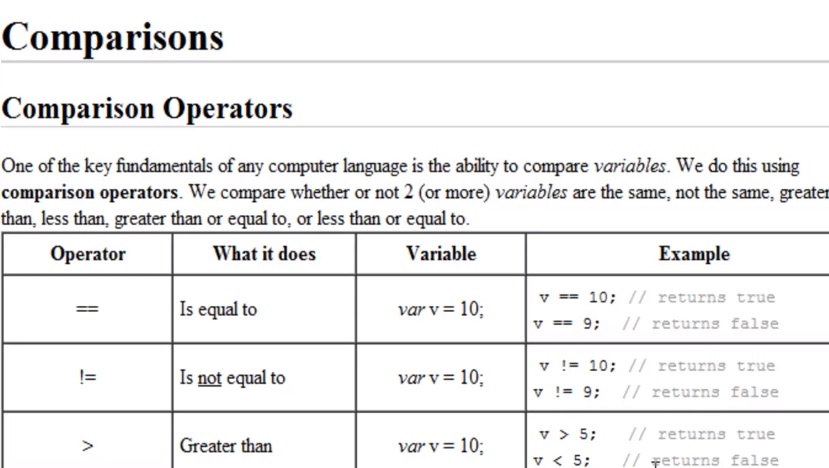 Comparisons
Comparison Operators
One of the key fundamentals of any computer language is the ability to compare variables. We do this using
comparison operators. We compare whether or not 2 (or more) variables are the same, not the same, greater
than, less than, greater than or equal to, or less than or equal to.
Operator What it does Variable Example
== Is equal to var v = 10; v == 10; // returns true
v == 9; // returns false
!= Is not equal to var v = 10; v != 10; // returns true
v != 9; // returns false
> Greater than var v = 10; v > 5; // returns true
v < 5; // returns false